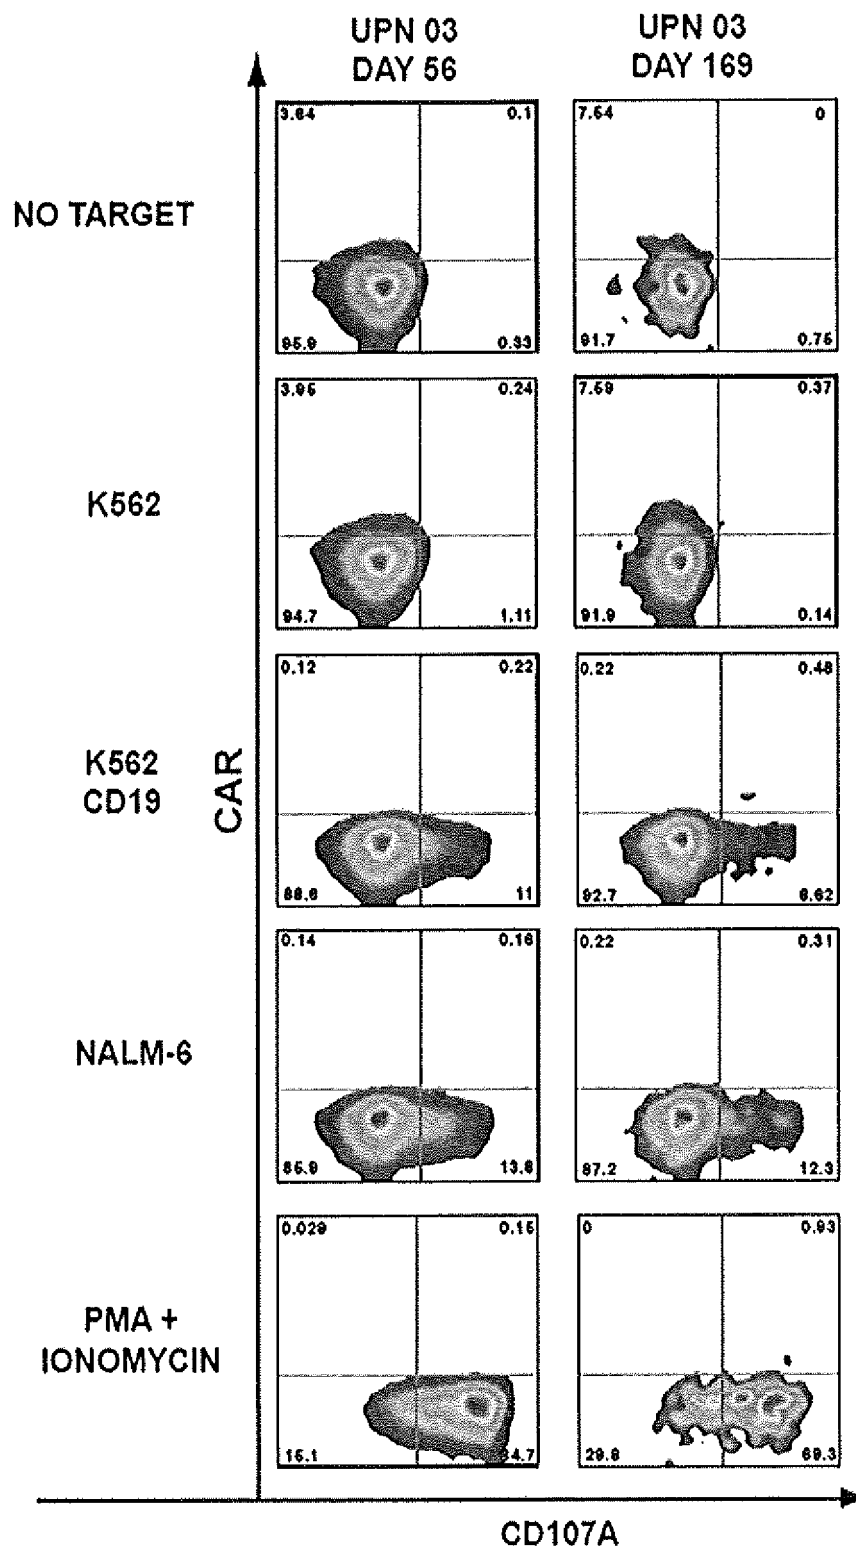 UPN 03
DAY 56
UPN 03
DAY 169
NO TARGET
3.64 0.1
95.9 0.33
7.54 0
91.7 0.75
K562
3.95 0.24
94.7 1.11
7.59 0.37
91.9 0.14
K562
CD19
CAR
0.12 0.22
88.6 11
0.22 0.48
92.7 6.62
NALM-6
0.14 0.16
85.9 13.8
0.22 0.31
87.2 12.3
PMA +
IONOMYCIN
0.029 0.15
15.1
0 0.93
29.8 69.3
CD107A